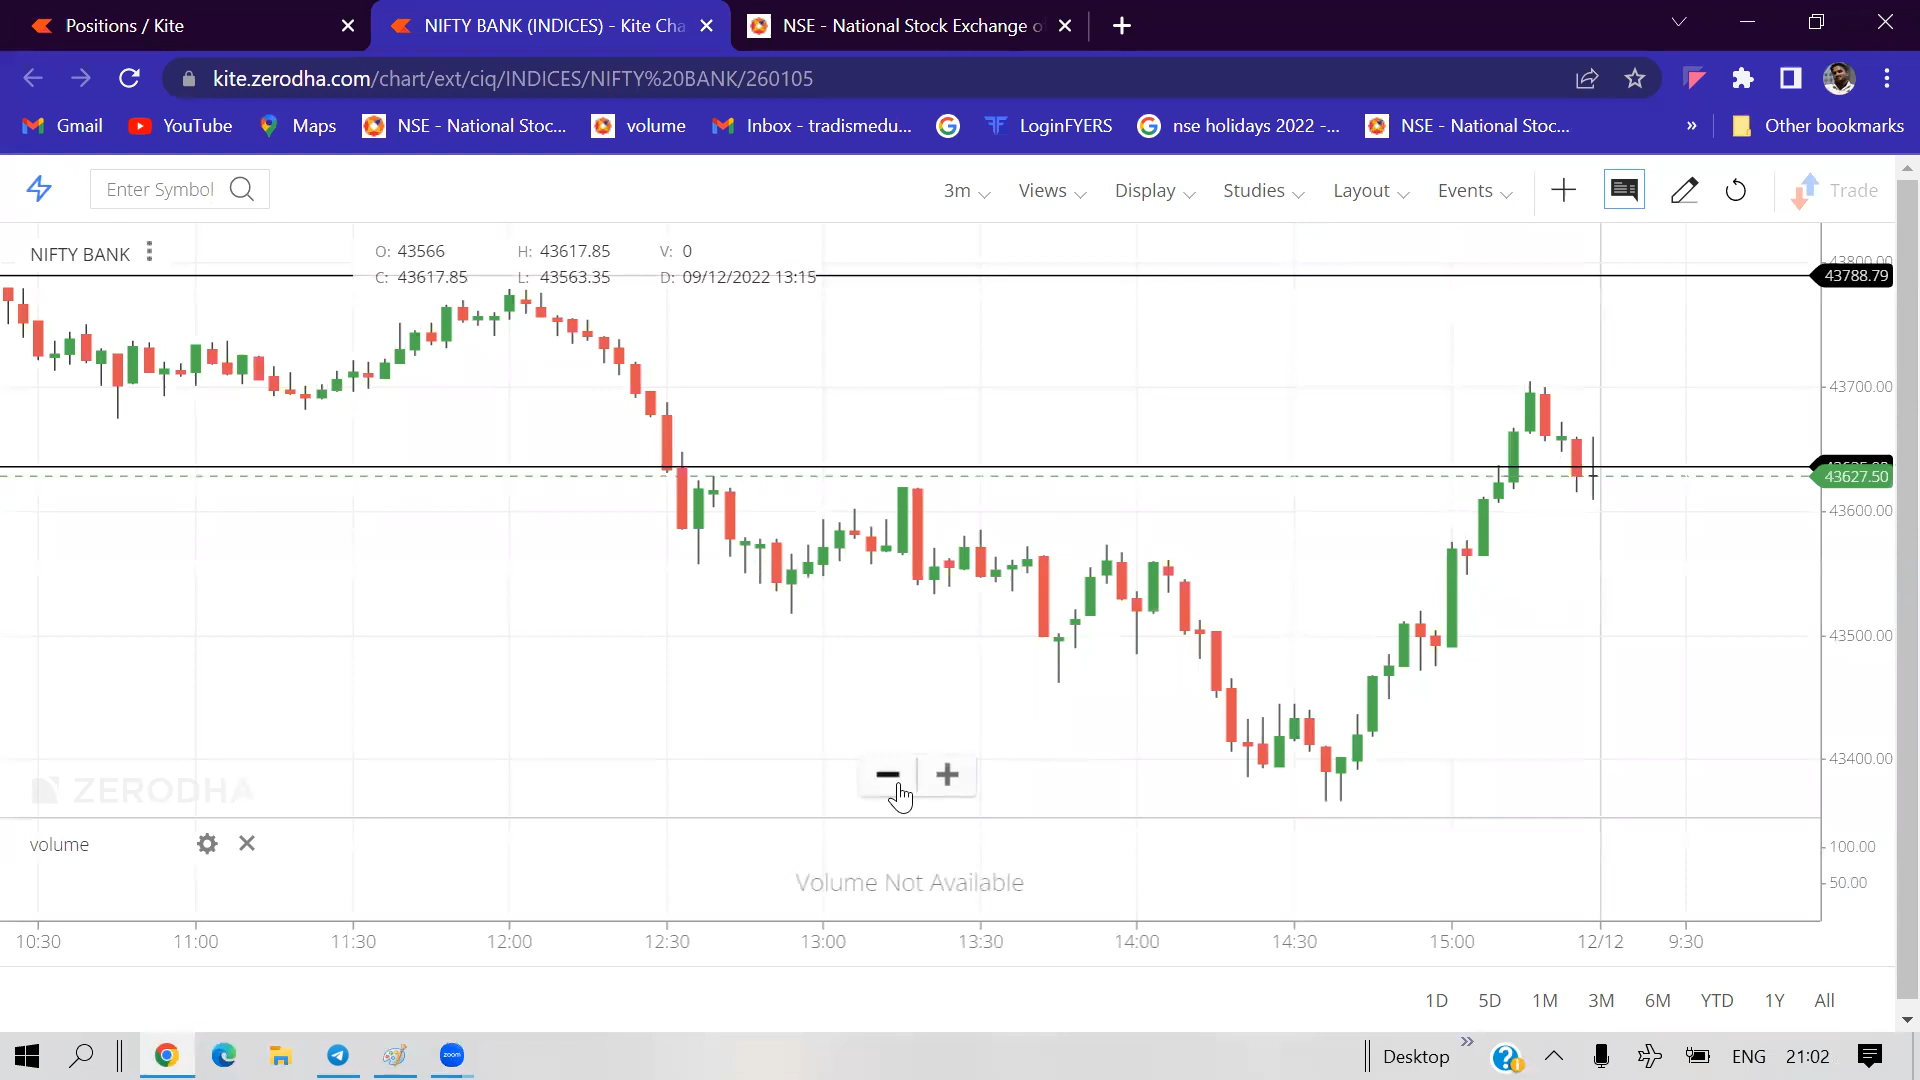 Positions / Kite
NIFTY BANK (INDICES) - Kite Cha
NSE - National Stock Exchange o
kite.zerodha.com/chart/ext/ciq/INDICES/NIFTY%20BANK/260105
Gmail
YouTube
Maps
NSE - National Stoc...
volume
Inbox - tradismedu...
LoginFYERS
nse holidays 2022 -...
NSE - National Stoc...
»
Other bookmarks
Enter Symbol
3m
Views
Display
Studies
Layout
Events
Trade
NIFTY BANK
O: 43566
H: 43617.85
V: 0
C: 43617.85
L: 43563.35
D: 09/12/2022 13:15
43800.00
43788.79
43700.00
43627.50
43600.00
43500.00
43400.00
ZERODHA
volume
Volume Not Available
100.00
50.00
10:30
11:00
11:30
12:00
12:30
13:00
13:30
14:00
14:30
15:00
12/12
9:30
1D
5D
1M
3M
6M
YTD
1Y
All
zoom
Desktop
»
ENG
21:02